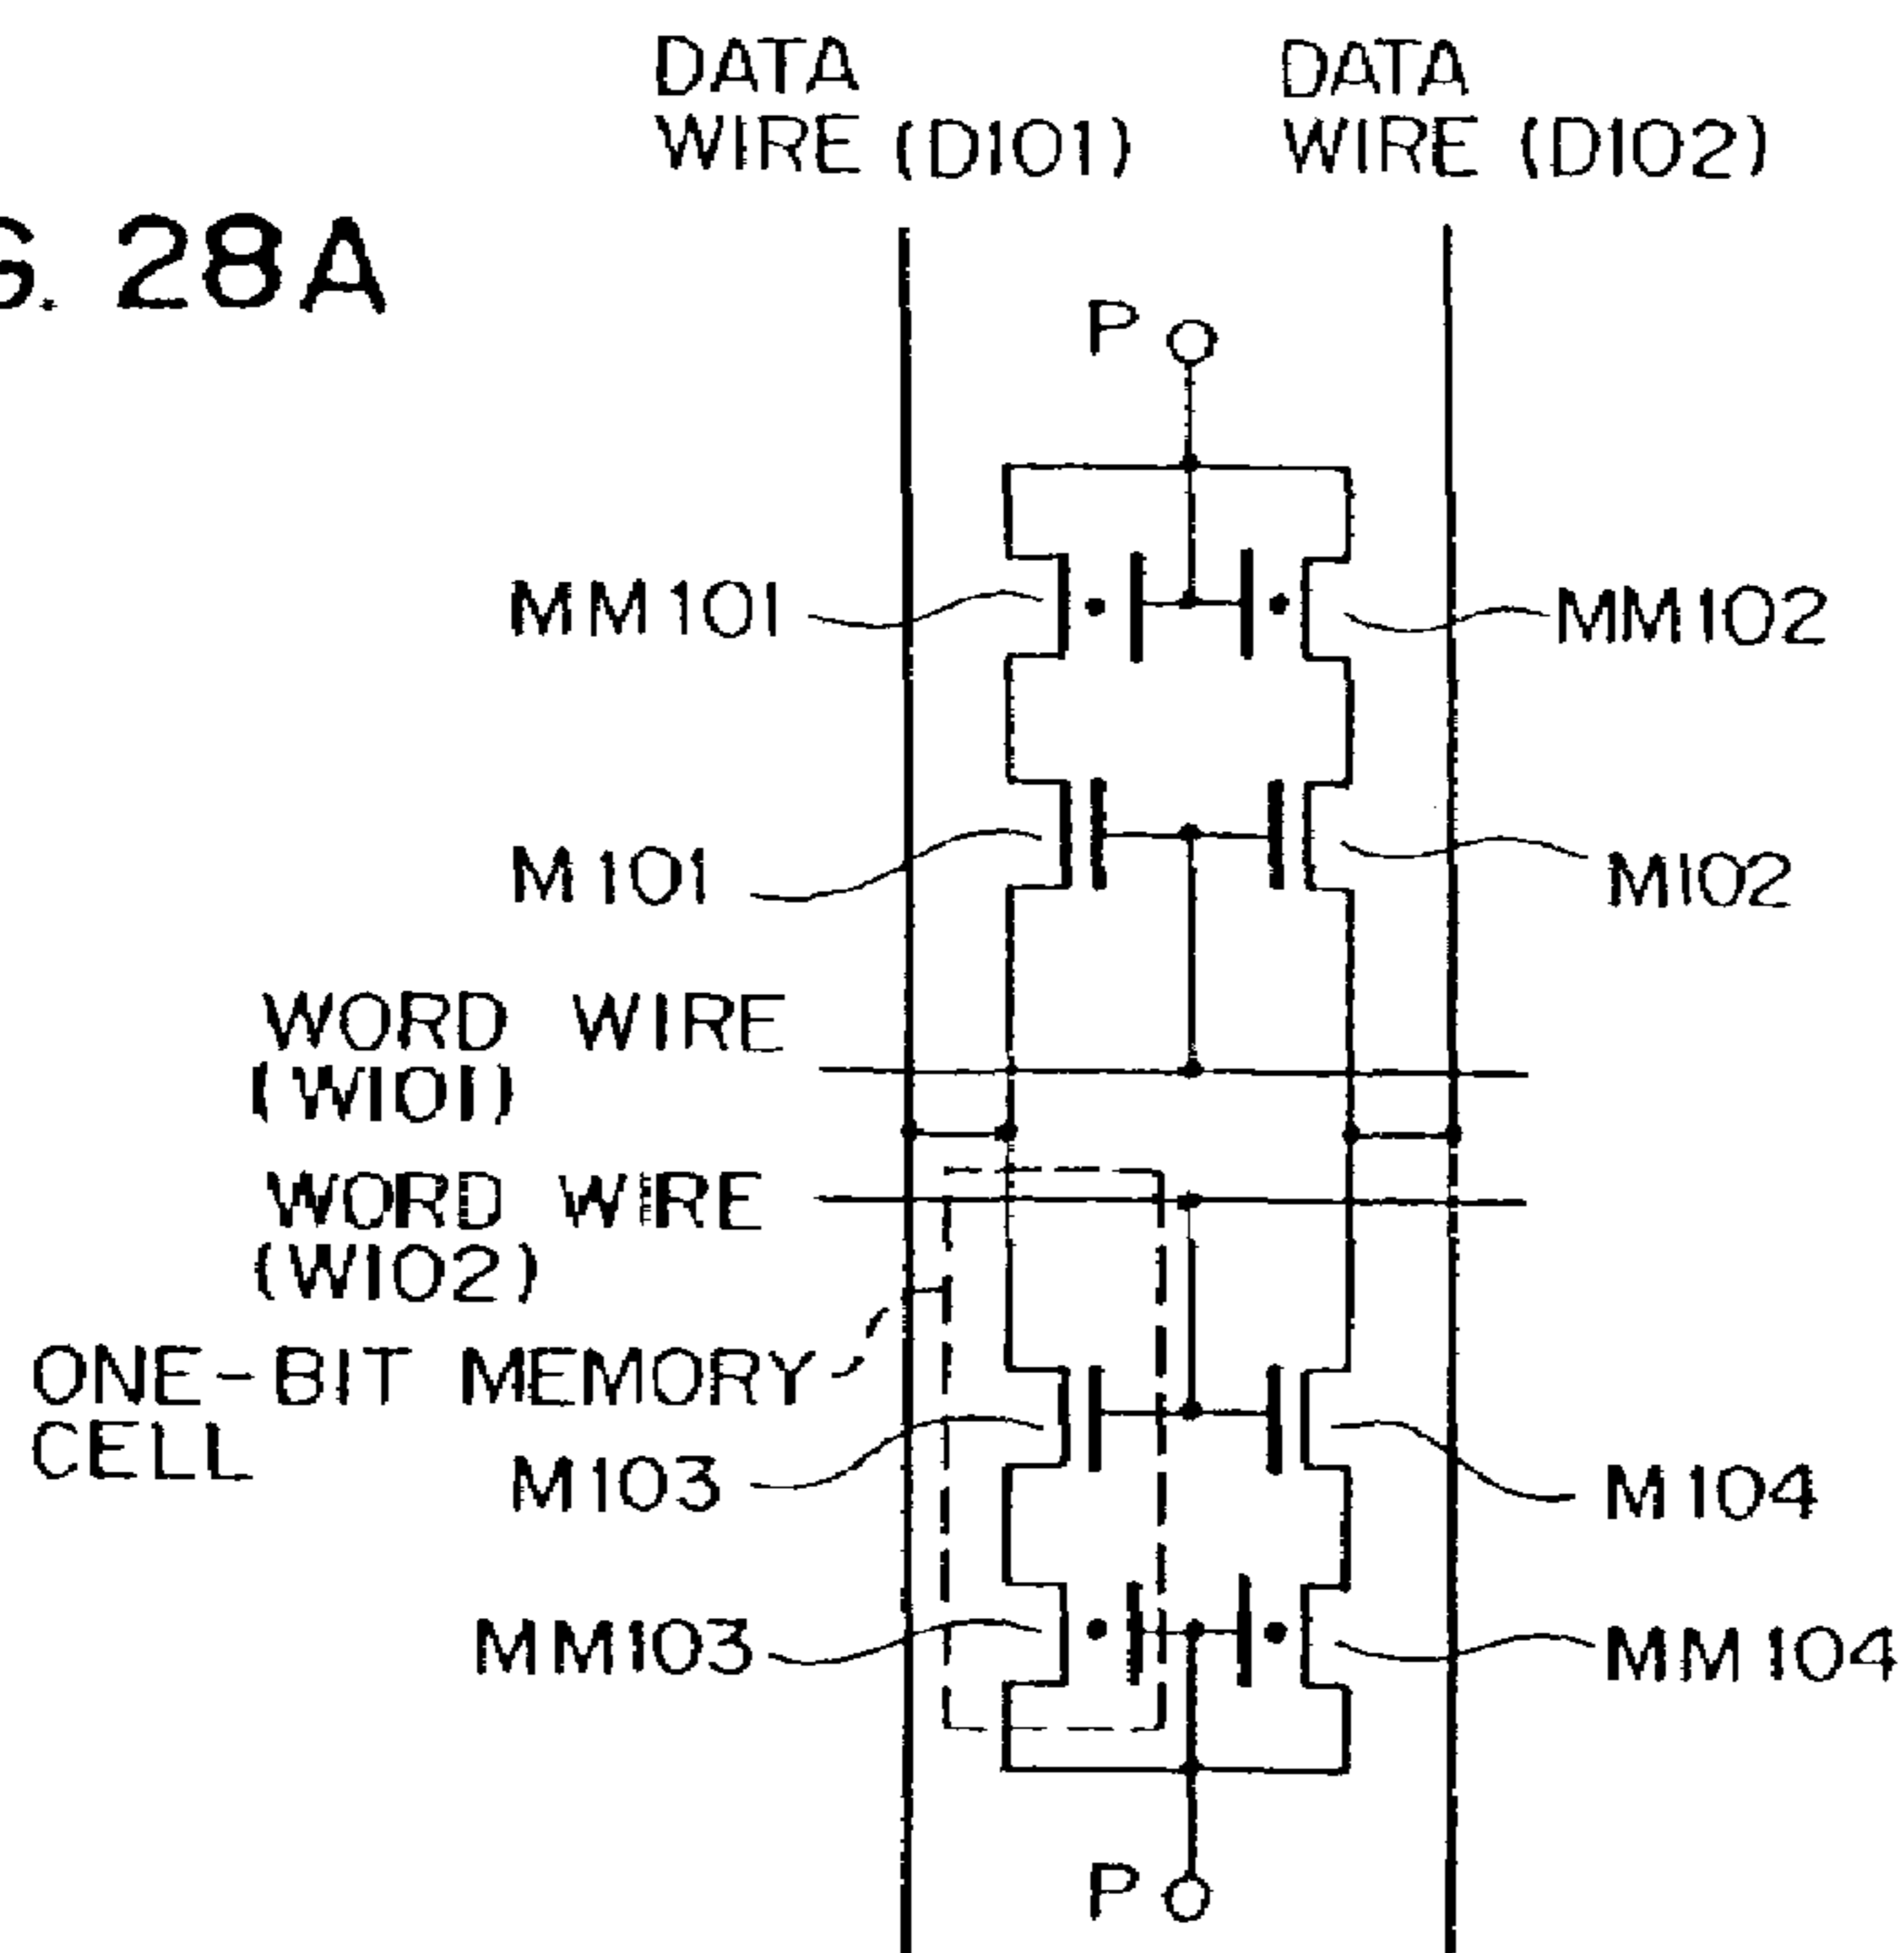 DATA
WIRE (D101)
DATA
WIRE (D102)
G. 28A
P
MM101
MM102
M101
M102
WORD WIRE
(W101)
WORD WIRE
(W102)
ONE-BIT MEMORY
CELL
M103
M104
MM103
MM104
P